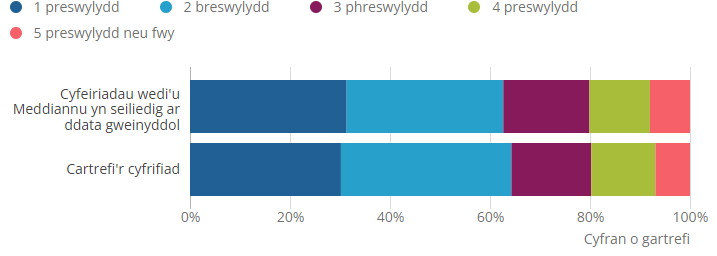 1 preswylydd
2 breswylydd
3 phreswylydd
4 preswylydd
5 preswylydd neu fwy
Cyfeiriadau wedi'u
Meddiannu yn seiliedig ar
ddata gweinyddol
Cartrefi'r cyfrifiad
0%
20%
40%
60%
80%
100%
Cyfran o gartrefi